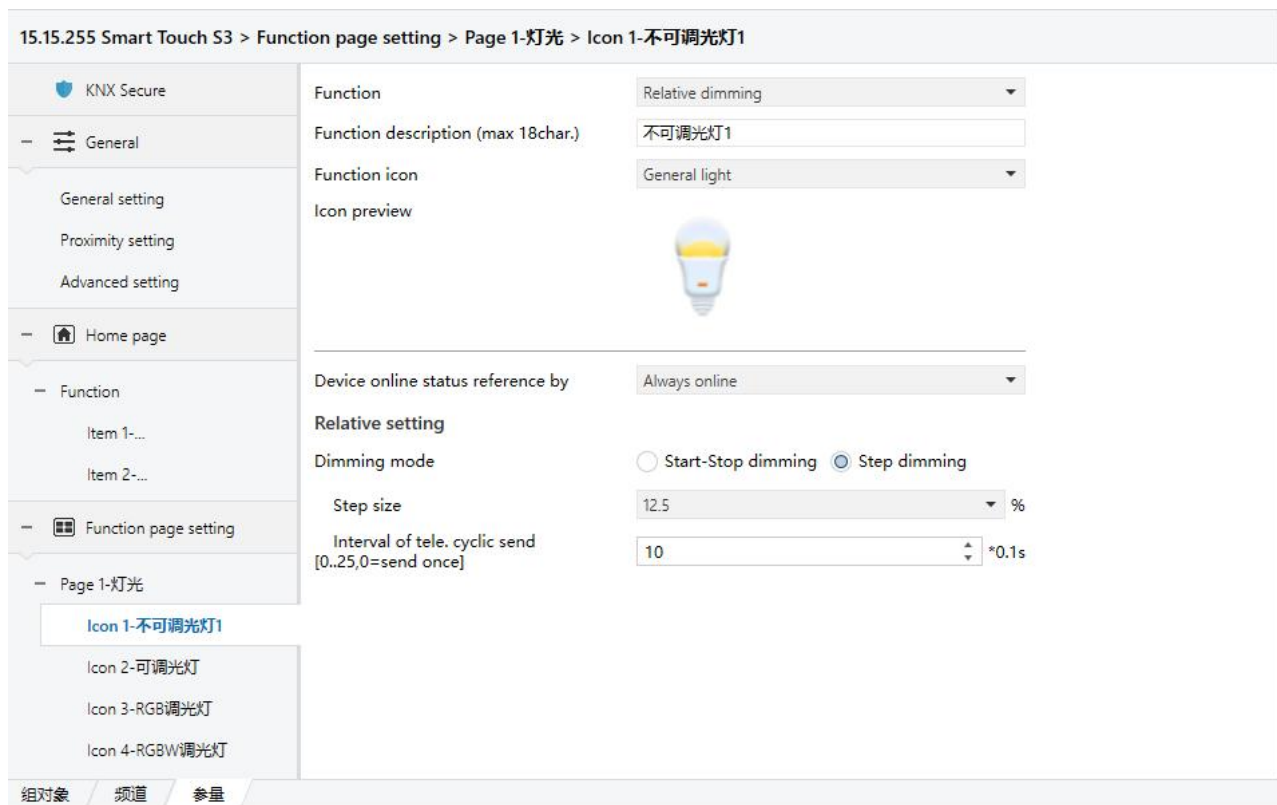 15.15.255 Smart Touch S3 > Function page setting > Page 1-灯光 > Icon 1-不可调光灯1
KNX Secure
General
General setting
Proximity setting
Advanced setting
Home page
Function
Item 1-...
Item 2-...
Function page setting
Page 1-灯光
Icon 1-不可调光灯1
Icon 2-可调光灯
Icon 3-RGB调光灯
Icon 4-RGBW调光灯
Function Relative dimming
Function description (max 18char.) 不可调光灯1
Function icon General light
Icon preview
Device online status reference by Always online
Relative setting
Dimming mode Start-Stop dimming Step dimming
Step size 12.5 %
Interval of tele. cyclic send
[0..25,0=send once] 10 *0.1s
组对象 频道 参量